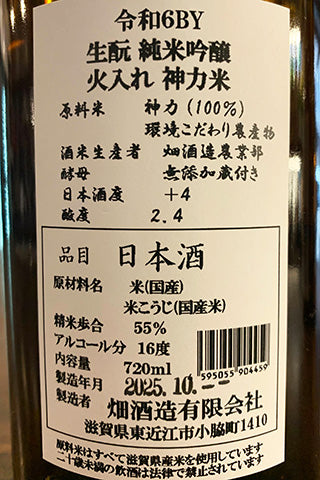 令和6BY
生酛 純米吟醸
火入れ 神力米
原料米 神力(100%)
環境こだわり農産物
酒米生産者 畑酒造農業部
酵母 無添加蔵付き
日本酒度 +4
酸度 2.4
品目 日本酒
原材料名 米(国産)
米こうじ(国産米)
精米歩合 55%
アルコール分 16度
内容量 720ml
製造年月 2025.10.--
595055 904459
製造者 畑酒造有限会社
滋賀県東近江市小脇町1410
原料米はすべて滋賀県産米を使用しています
二十歳未満の飲酒は法律で禁止されています